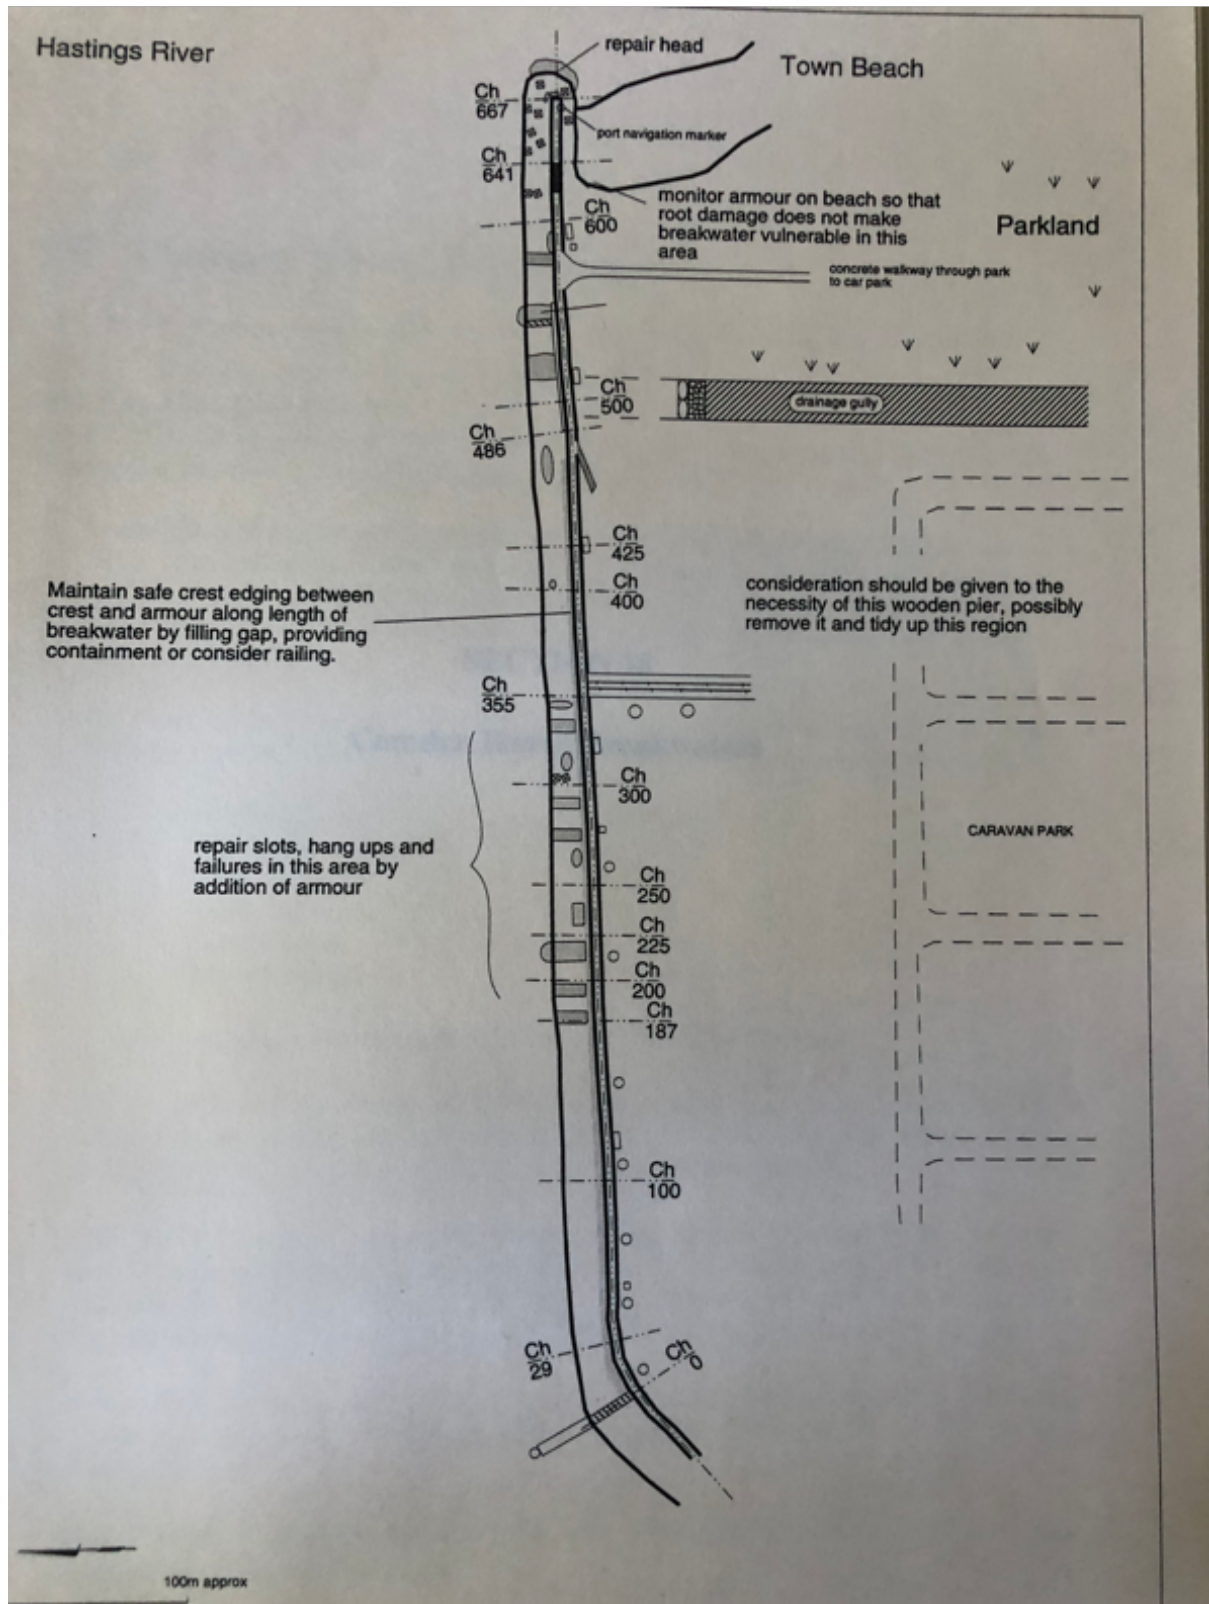 Hastings River
repair head
Town Beach
Ch
667
port navigation marker
Ch
641
monitor armour on beach so that
root damage does not make
breakwater vulnerable in this
area
Ch
600
Parkland
concrete walkway through park
to car park
Ch
500
drainage gully
Ch
486
Ch
425
Ch
400
Maintain safe crest edging between
crest and armour along length of
breakwater by filling gap, providing
containment or consider railing.
consideration should be given to the
necessity of this wooden pier, possibly
remove it and tidy up this region
Ch
355
Ch
300
CARAVAN PARK
repair slots, hang ups and
failures in this area by
addition of armour
Ch
250
Ch
225
Ch
200
Ch
187
Ch
100
Ch
29
Ch
0
100m approx